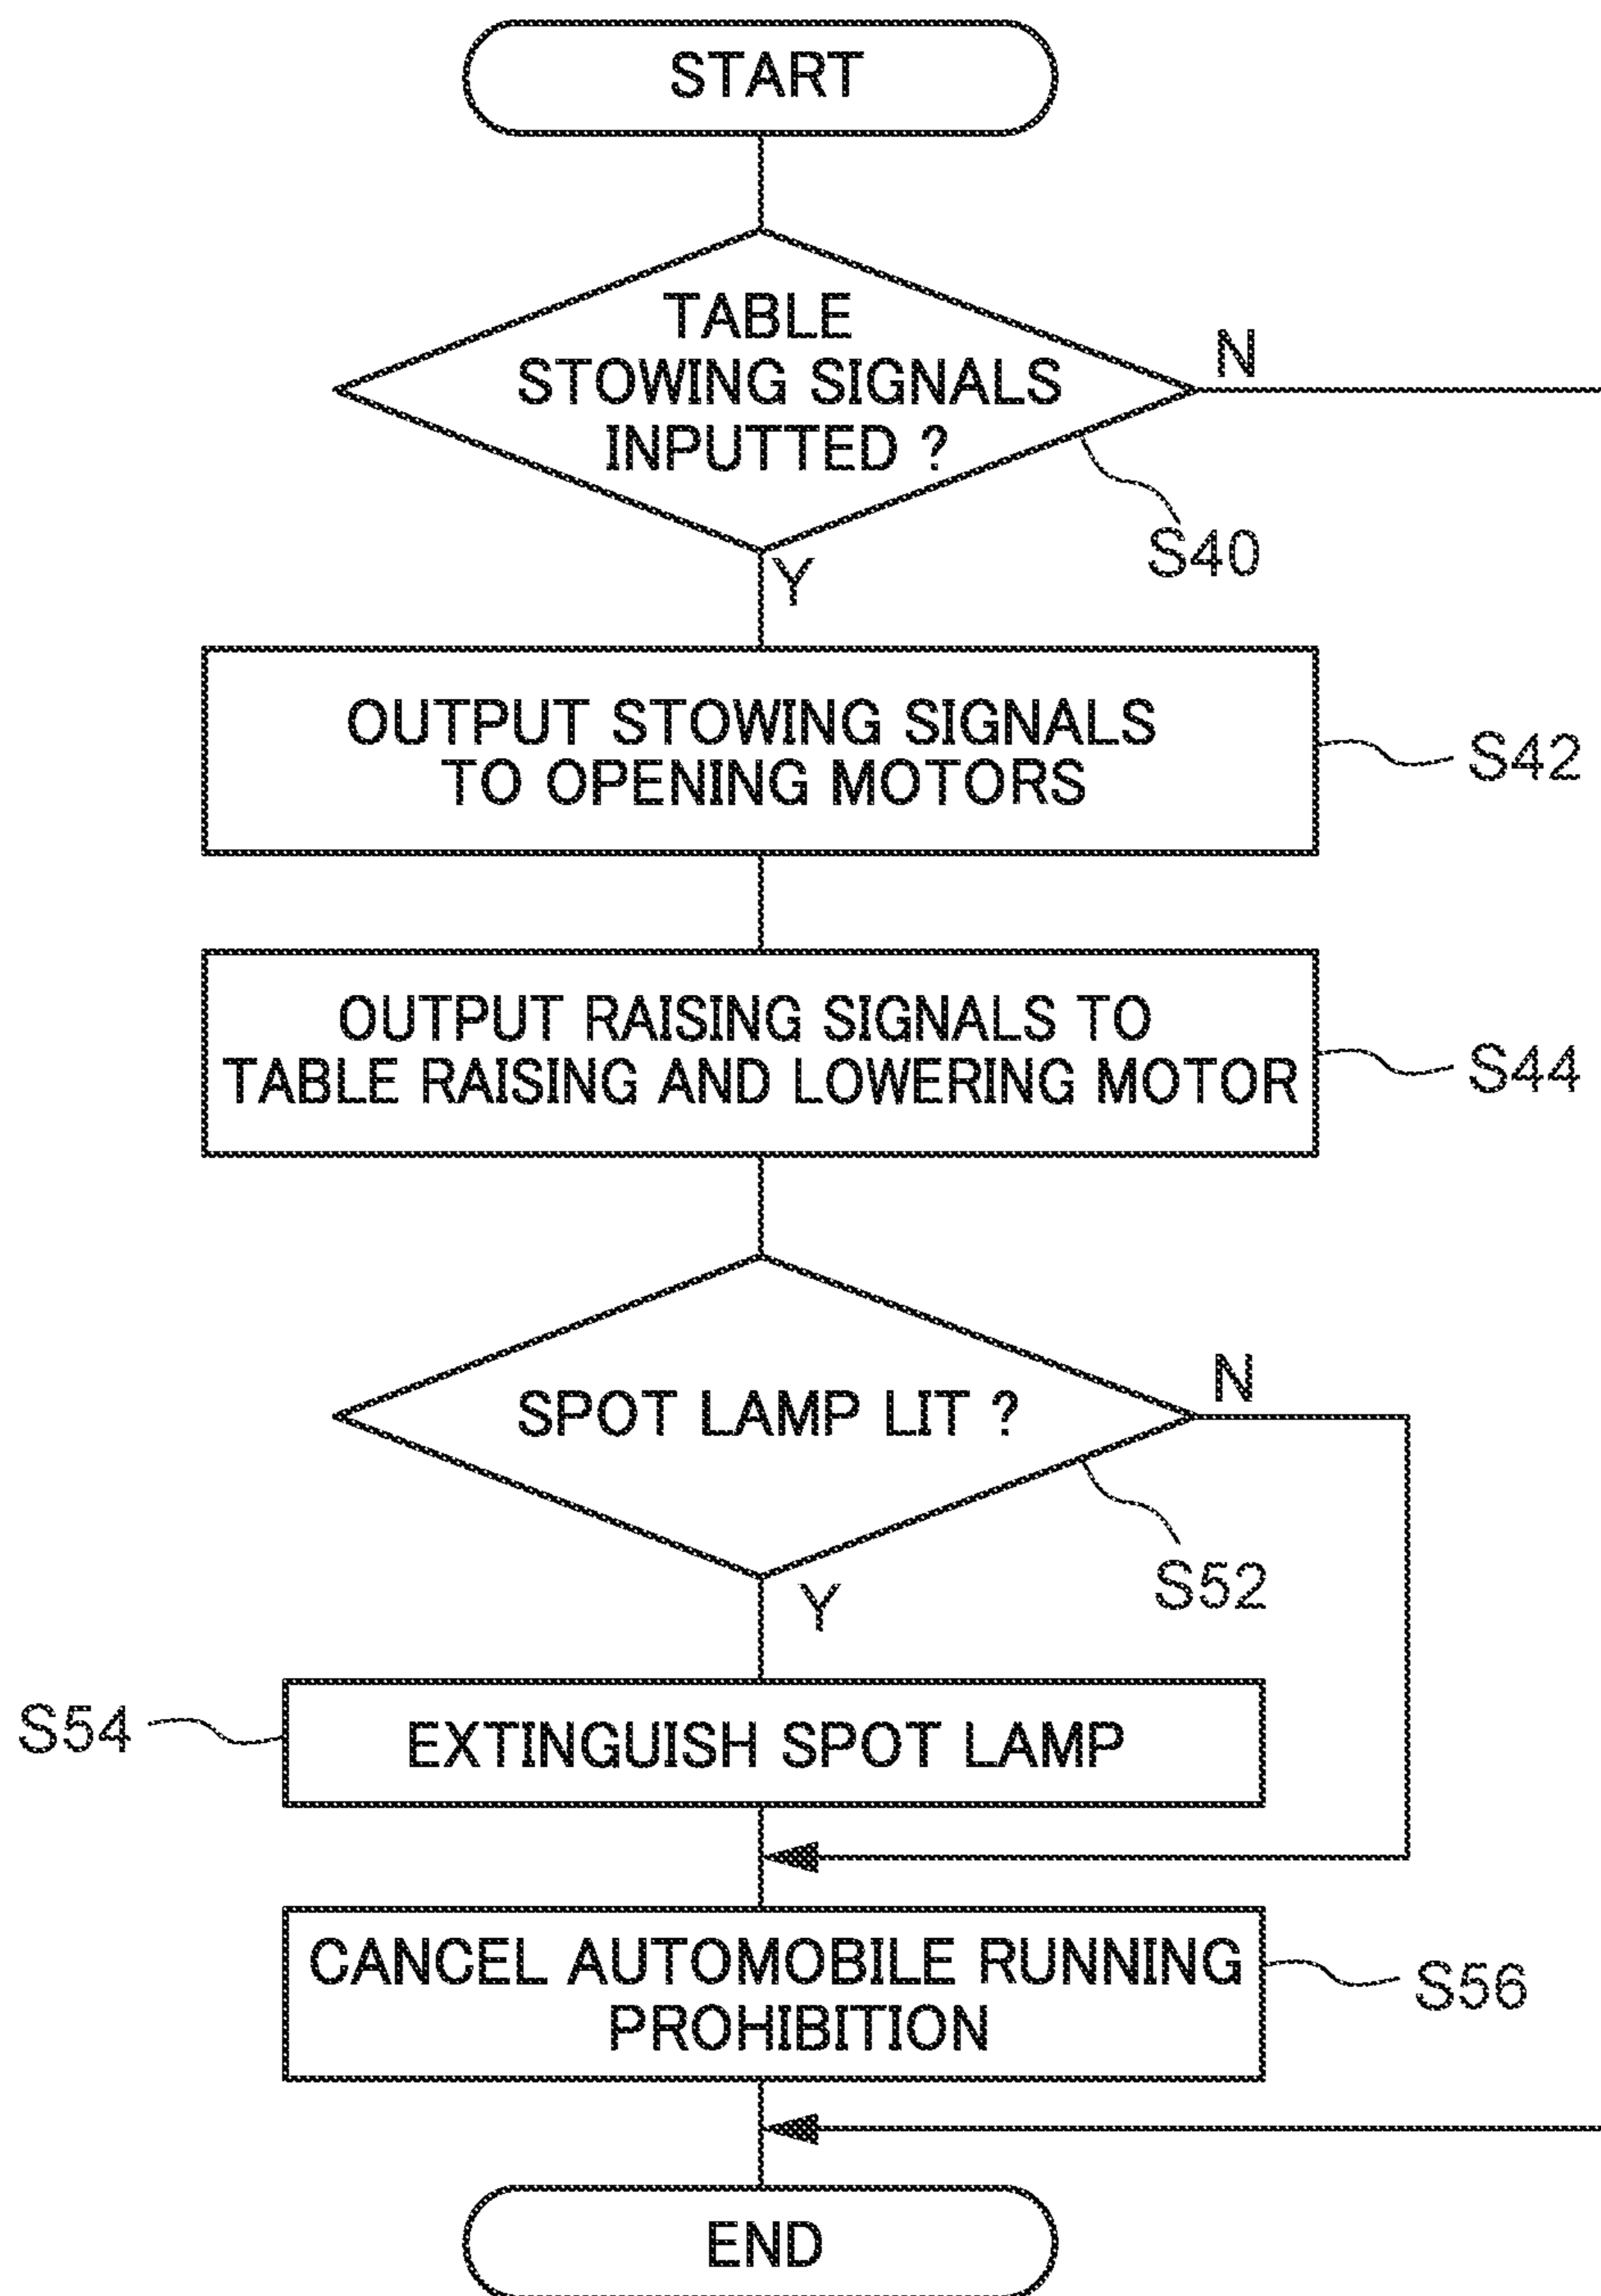 START
TABLE
STOWING SIGNALS
INPUTTED ?
N
S40
Y
OUTPUT STOWING SIGNALS
TO OPENING MOTORS
S42
OUTPUT RAISING SIGNALS TO
TABLE RAISING AND LOWERING MOTOR
S44
SPOT LAMP LIT ?
N
S52
Y
S54
EXTINGUISH SPOT LAMP
CANCEL AUTOMOBILE RUNNING
PROHIBITION
S56
END